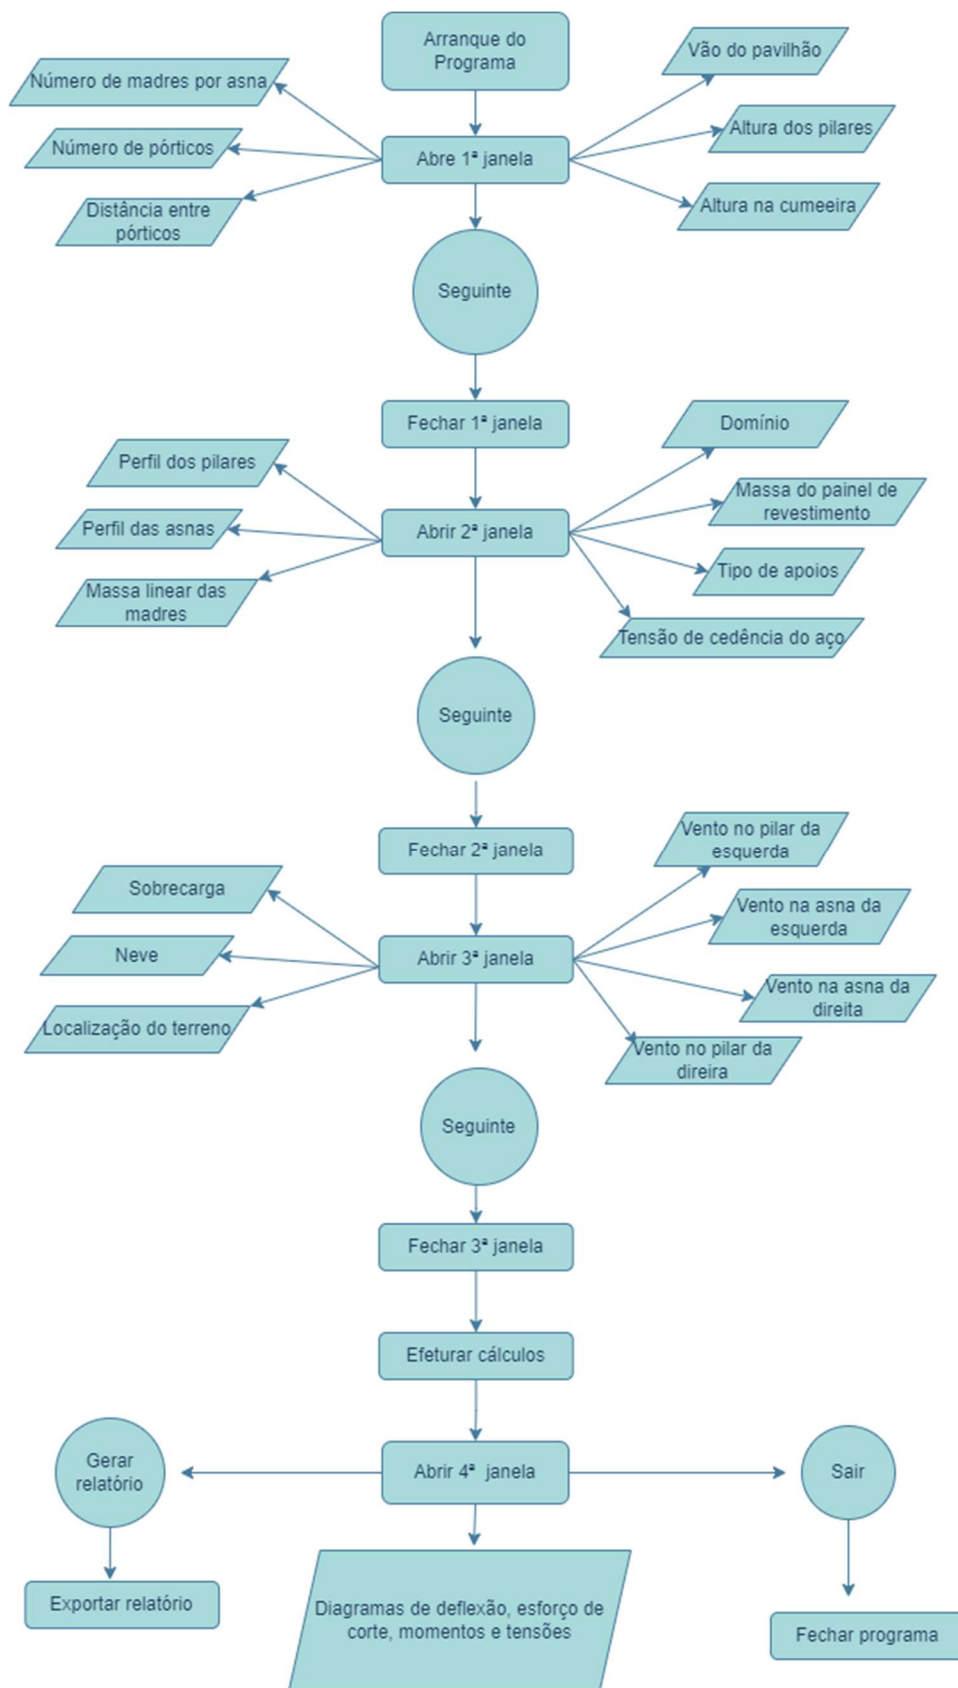 Arranque do
Programa
Número de madres por asna
Vão do pavilhão
Número de pórticos
Altura dos pilares
Abre 1ª janela
Distância entre
pórticos
Altura na cumeeira
Seguinte
Fechar 1ª janela
Perfil dos pilares
Domínio
Perfil das asnas
Massa do painel de
revestimento
Abrir 2ª janela
Massa linear das
madres
Tipo de apoios
Tensão de cedência do aço
Seguinte
Fechar 2ª janela
Vento no pilar da
esquerda
Sobrecarga
Vento na asna da
esquerda
Neve
Abrir 3ª janela
Vento na asna da
direita
Localização do terreno
Vento no pilar da
direira
Seguinte
Fechar 3ª janela
Efeturar cálculos
Gerar
relatório
Abrir 4ª janela
Sair
Exportar relatório
Diagramas de deflexão, esforço de
corte, momentos e tensões
Fechar programa